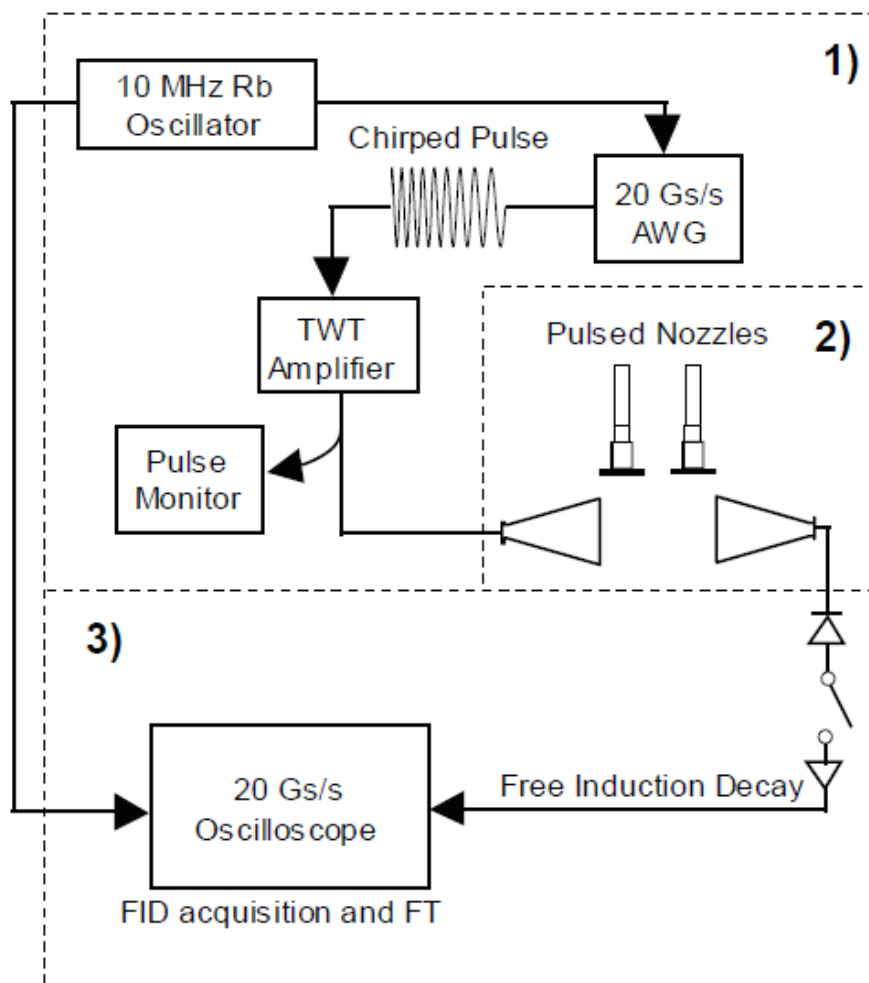 1)
10 MHz Rb
Oscillator
Chirped Pulse
20 Gs/s
AWG
TWT
Amplifier
Pulsed Nozzles
2)
Pulse
Monitor
3)
20 Gs/s
Oscilloscope
Free Induction Decay
FID acquisition and FT